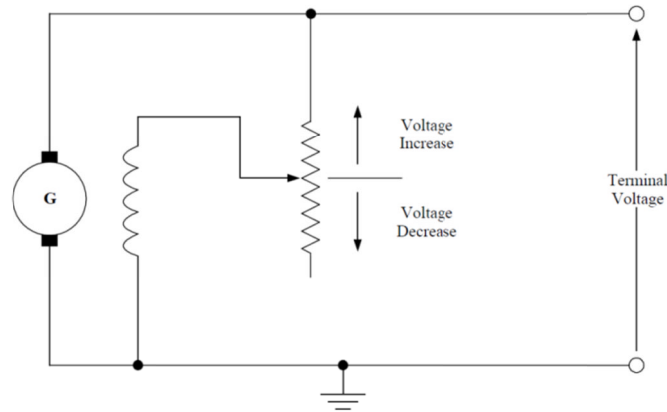 Voltage
Increase
G
Terminal
Voltage
Voltage
Decrease